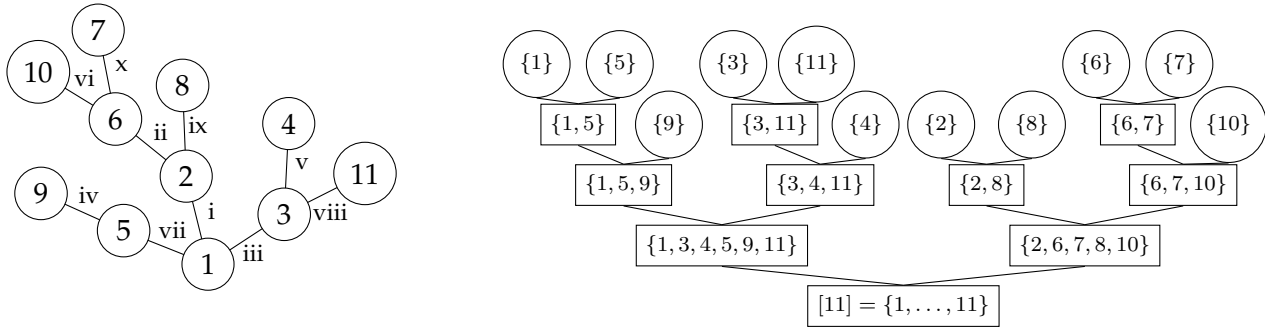 7
10
x
vi
8
6
ii
ix
4
9
iv
2
v
11
5
vii
i
3
viii
1
iii
{1} {5} {3} {11} {6} {7}
{1, 5} {9} {3, 11} {4} {2} {8} {6, 7} {10}
{1, 5, 9} {3, 4, 11} {2, 8} {6, 7, 10}
{1, 3, 4, 5, 9, 11} {2, 6, 7, 8, 10}
[11] = {1, . . . , 11}